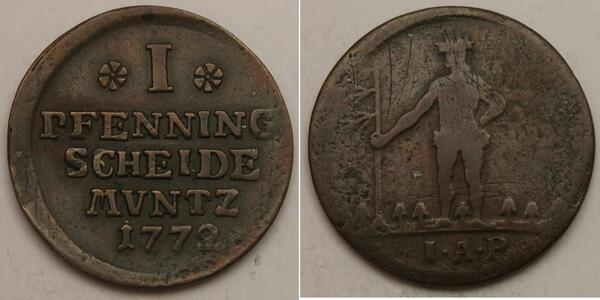 I
PFENNING
SCHEIDE
MVNTZ
1772
I·A·P